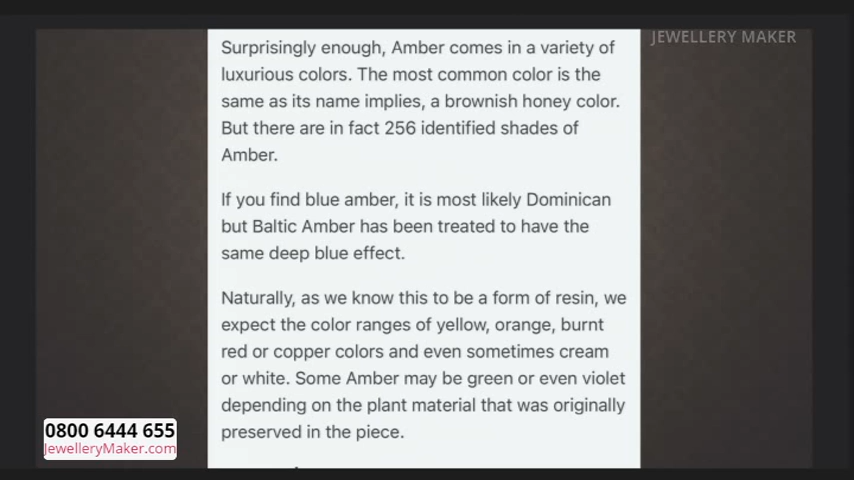 JEWELLERY MAKER
Surprisingly enough, Amber comes in a variety of
luxurious colors. The most common color is the
same as its name implies, a brownish honey color.
But there are in fact 256 identified shades of
Amber.
If you find blue amber, it is most likely Dominican
but Baltic Amber has been treated to have the
same deep blue effect.
Naturally, as we know this to be a form of resin, we
expect the color ranges of yellow, orange, burnt
red or copper colors and even sometimes cream
or white. Some Amber may be green or even violet
depending on the plant material that was originally
preserved in the piece.
0800 6444 655
JewelleryMaker.com